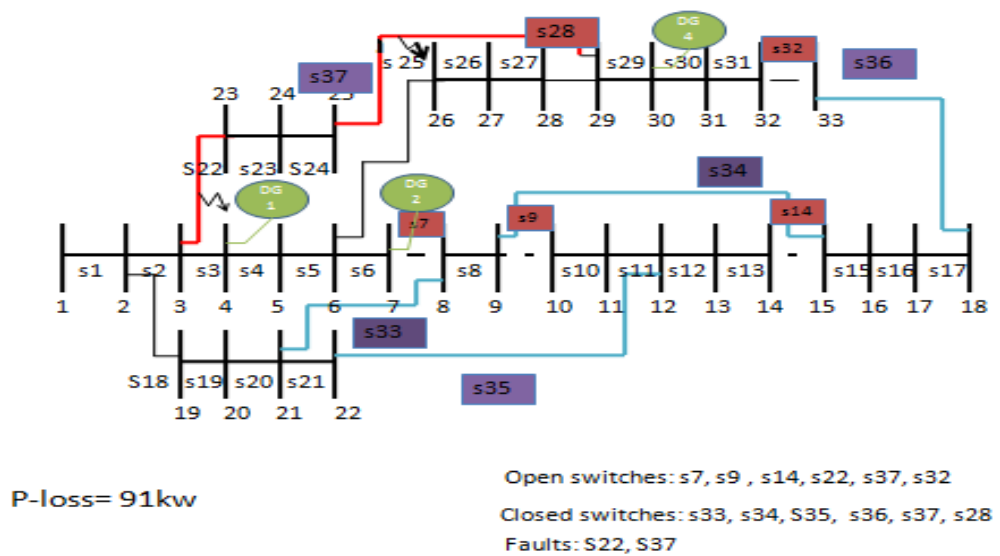 s28
DG
4
s 25 s26 s27 s29 s30 s31 s32 s36
s37
23 24 25
26 27 28 29 30 31 32 33
S22 s23 S24
DG
1
DG
2
s34
s7 s9 s14
s1 s2 s3 s4 s5 s6 s8 s10 s11 s12 s13 s15 s16 s17
1 2 3 4 5 6 7 8 9 10 11 12 13 14 15 16 17 18
s33
S18 s19 s20 s21
s35
19 20 21 22
P-loss= 91kw
Open switches: s7, s9 , s14, s22, s37, s32
Closed switches: s33, s34, S35, s36, s37, s28
Faults: S22, S37